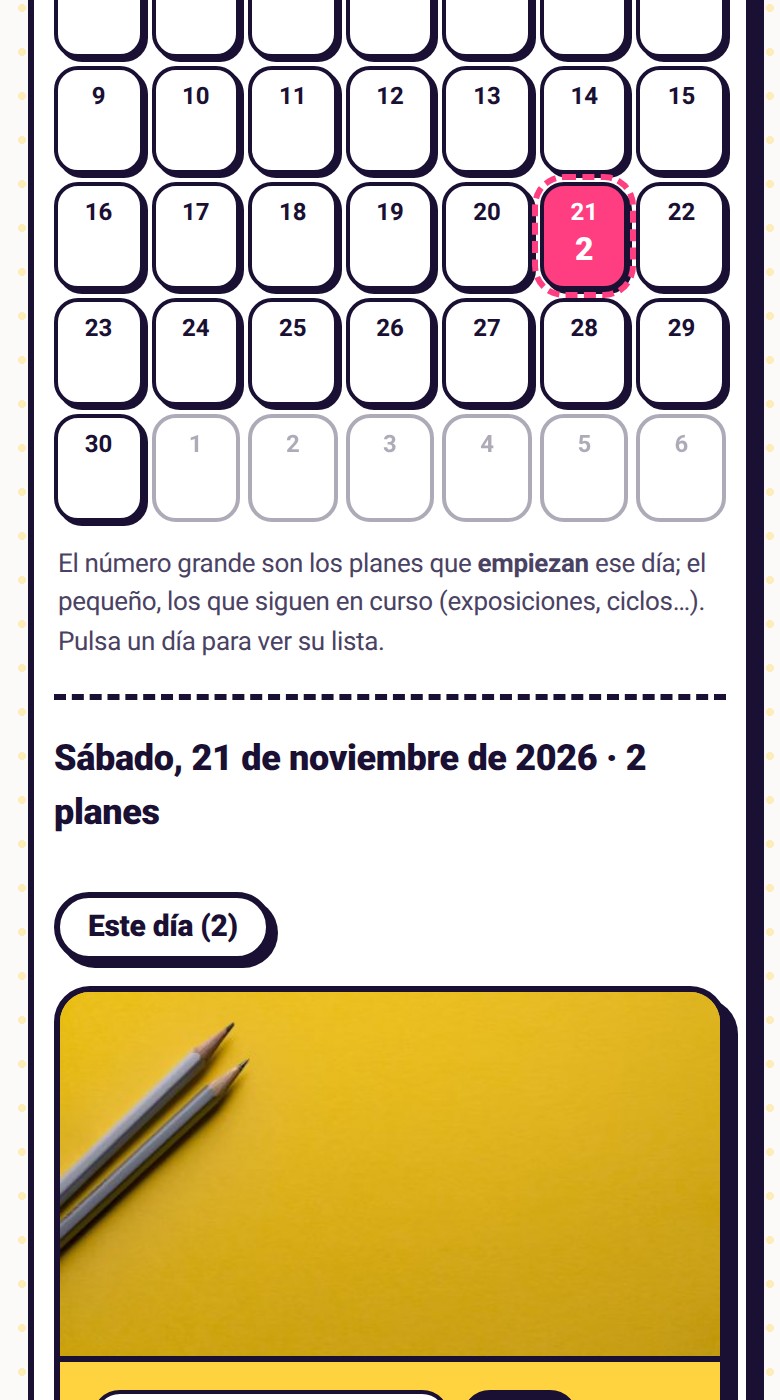 9 10 11 12 13 14 15
16 17 18 19 20 21 22
2
23 24 25 26 27 28 29
30 1 2 3 4 5 6
El número grande son los planes que empiezan ese día; el
pequeño, los que siguen en curso (exposiciones, ciclos…).
Pulsa un día para ver su lista.
Sábado, 21 de noviembre de 2026 · 2
planes
Este día (2)